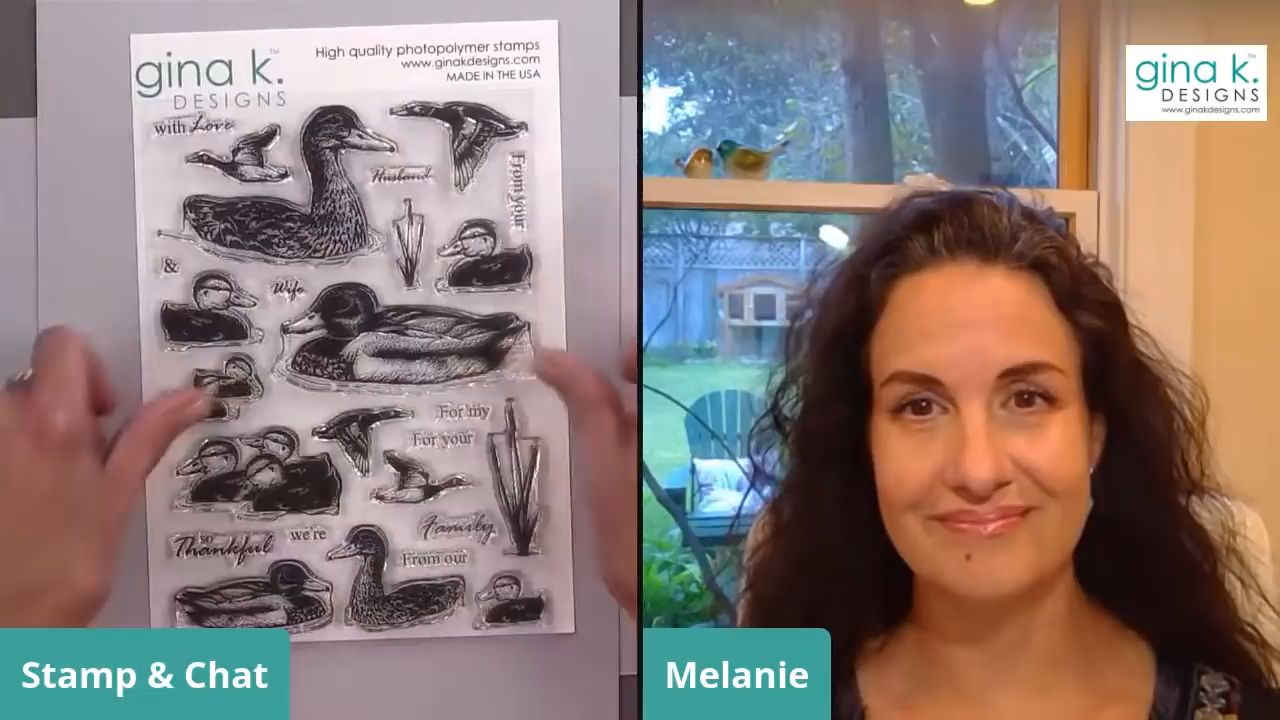 gina k.™
DESIGNS
High quality photopolymer stamps
www.ginakdesigns.com
MADE IN THE USA
with Love
Husband
From your
&
Wife
For my
For your
so
Thankful
we're
Family
From our
Stamp & Chat
Melanie
gina k.™
DESIGNS
www.ginakdesigns.com